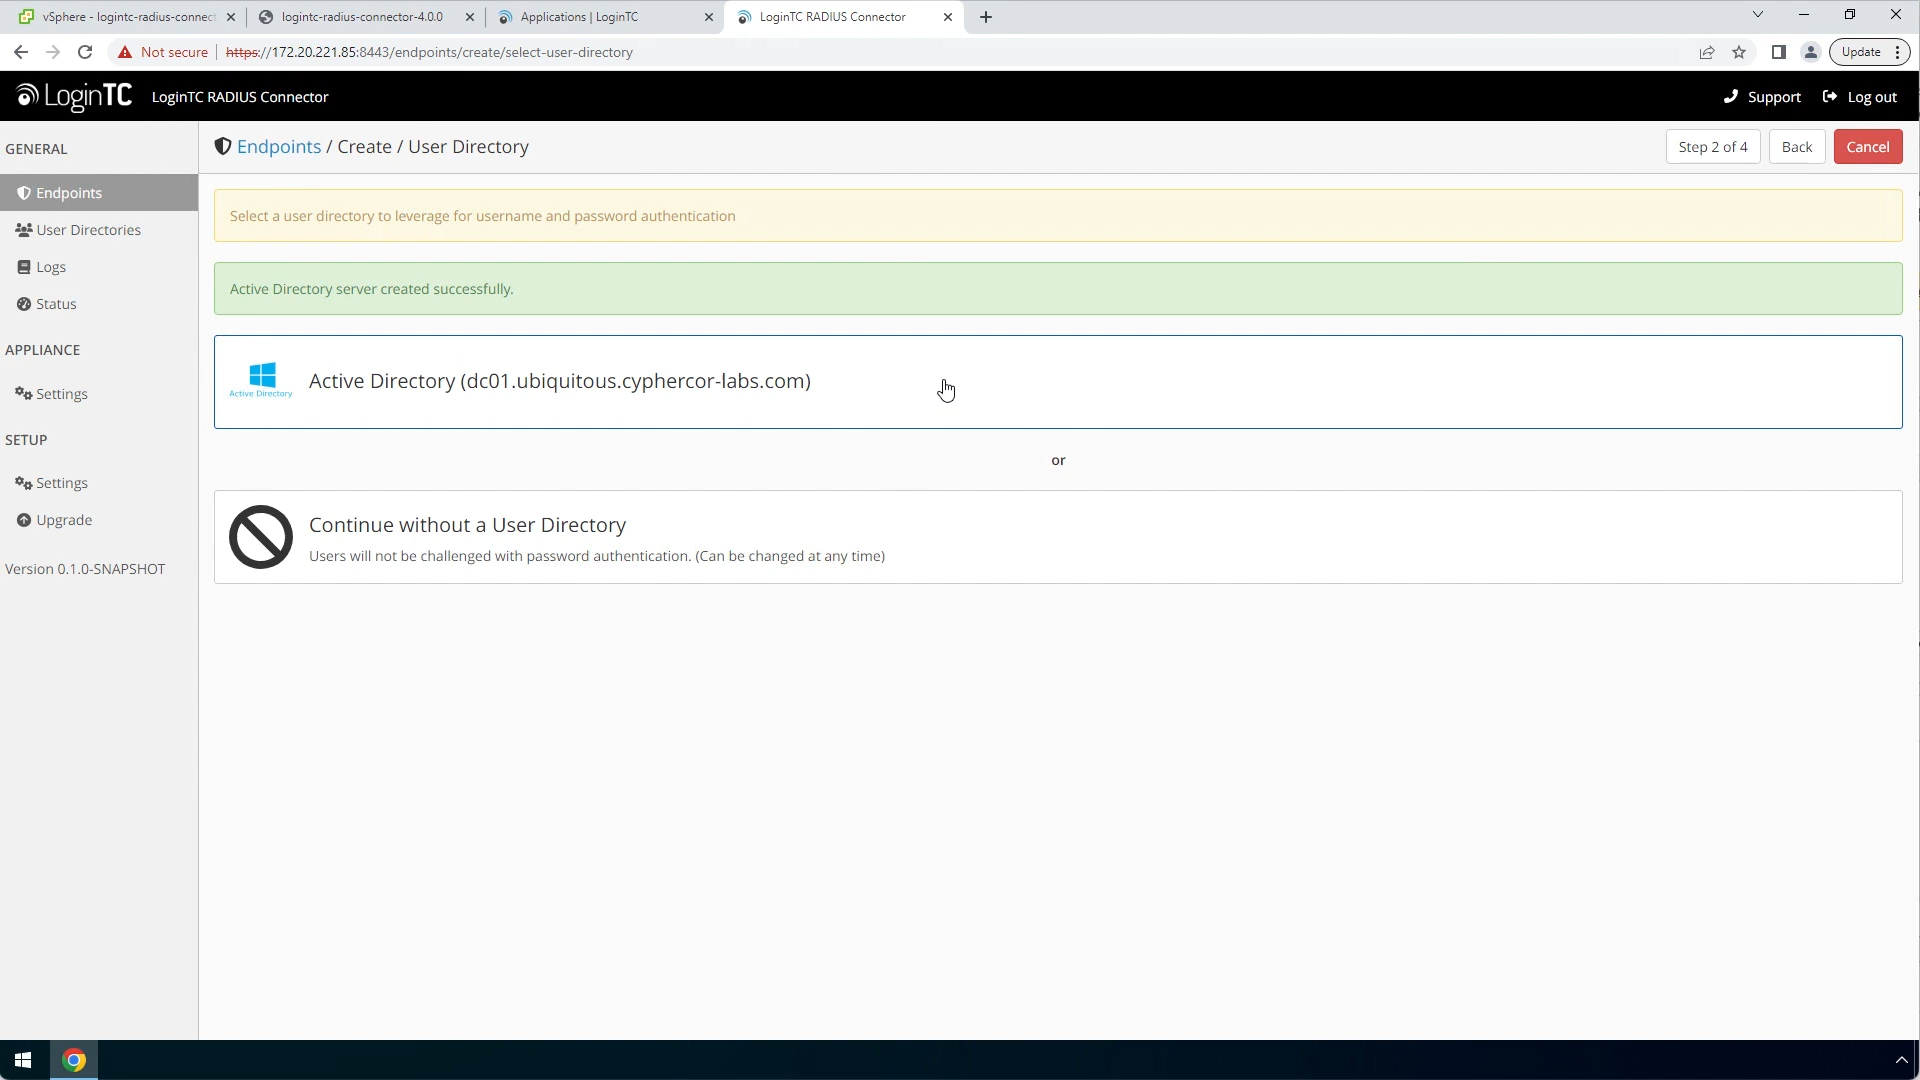 vSphere - logintc-radius-connect
logintc-radius-connector-4.0.0
Applications | LoginTC
LoginTC RADIUS Connector
Not secure
https://172.20.221.85:8443/endpoints/create/select-user-directory
Update
LoginTC
LoginTC RADIUS Connector
Support
Log out
GENERAL
Endpoints
User Directories
Logs
Status
APPLIANCE
Settings
SETUP
Settings
Upgrade
Version 0.1.0-SNAPSHOT
Endpoints / Create / User Directory
Step 2 of 4
Back
Cancel
Select a user directory to leverage for username and password authentication
Active Directory server created successfully.
Active Directory
Active Directory (dc01.ubiquitous.cyphercor-labs.com)
or
Continue without a User Directory
Users will not be challenged with password authentication. (Can be changed at any time)